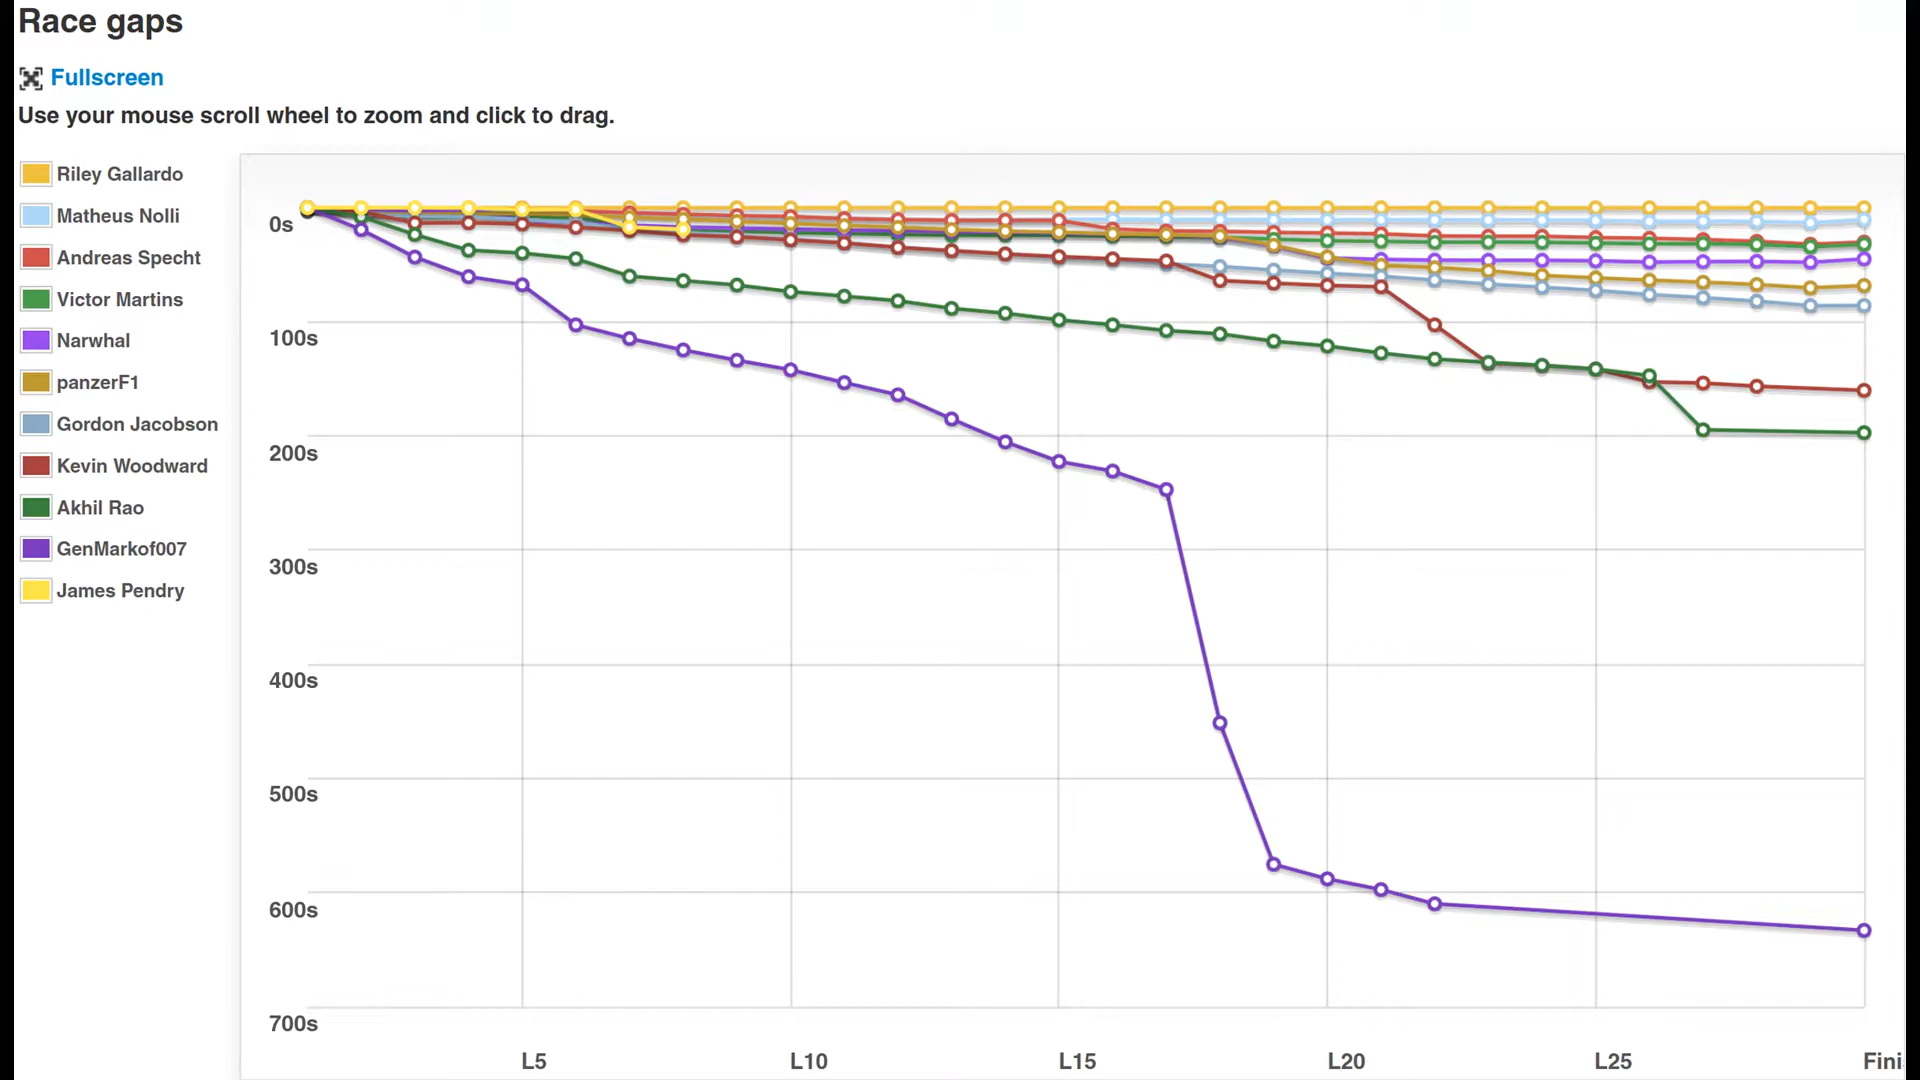 Race gaps
Fullscreen
Use your mouse scroll wheel to zoom and click to drag.
Riley Gallardo
Matheus Nolli
Andreas Specht
Victor Martins
Narwhal
panzerF1
Gordon Jacobson
Kevin Woodward
Akhil Rao
GenMarkof007
James Pendry
0s
100s
200s
300s
400s
500s
600s
700s
L5 L10 L15 L20 L25 Fini